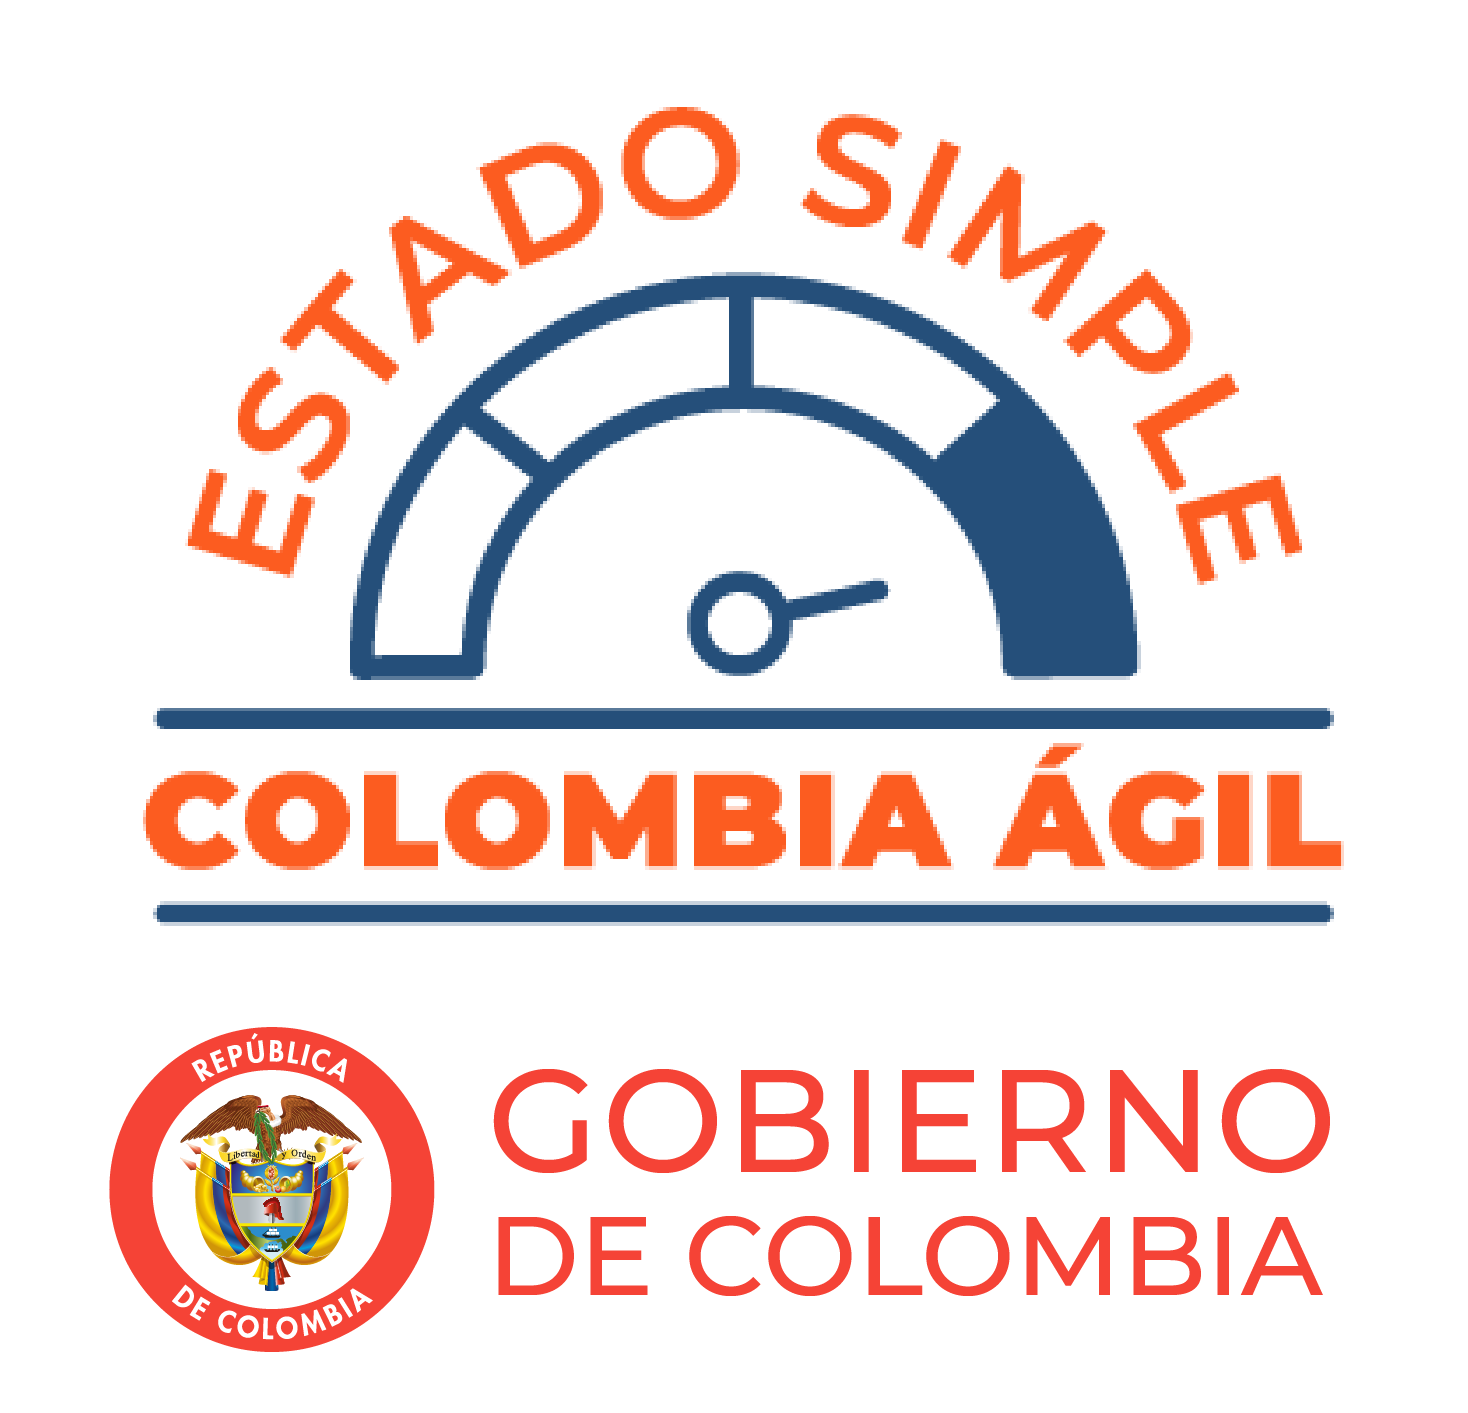 ESTADO SIMPLE
COLOMBIA ÁGIL
REPÚBLICA
Libertad y Orden
DE COLOMBIA
GOBIERNO
DE COLOMBIA